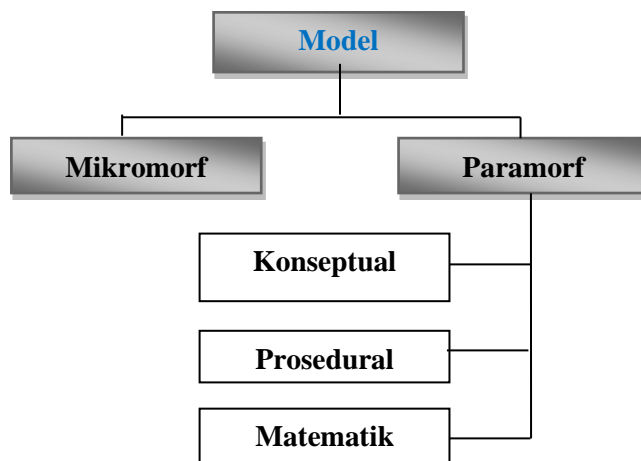 Model
Mikromorf
Paramorf
Konseptual
Prosedural
Matematik